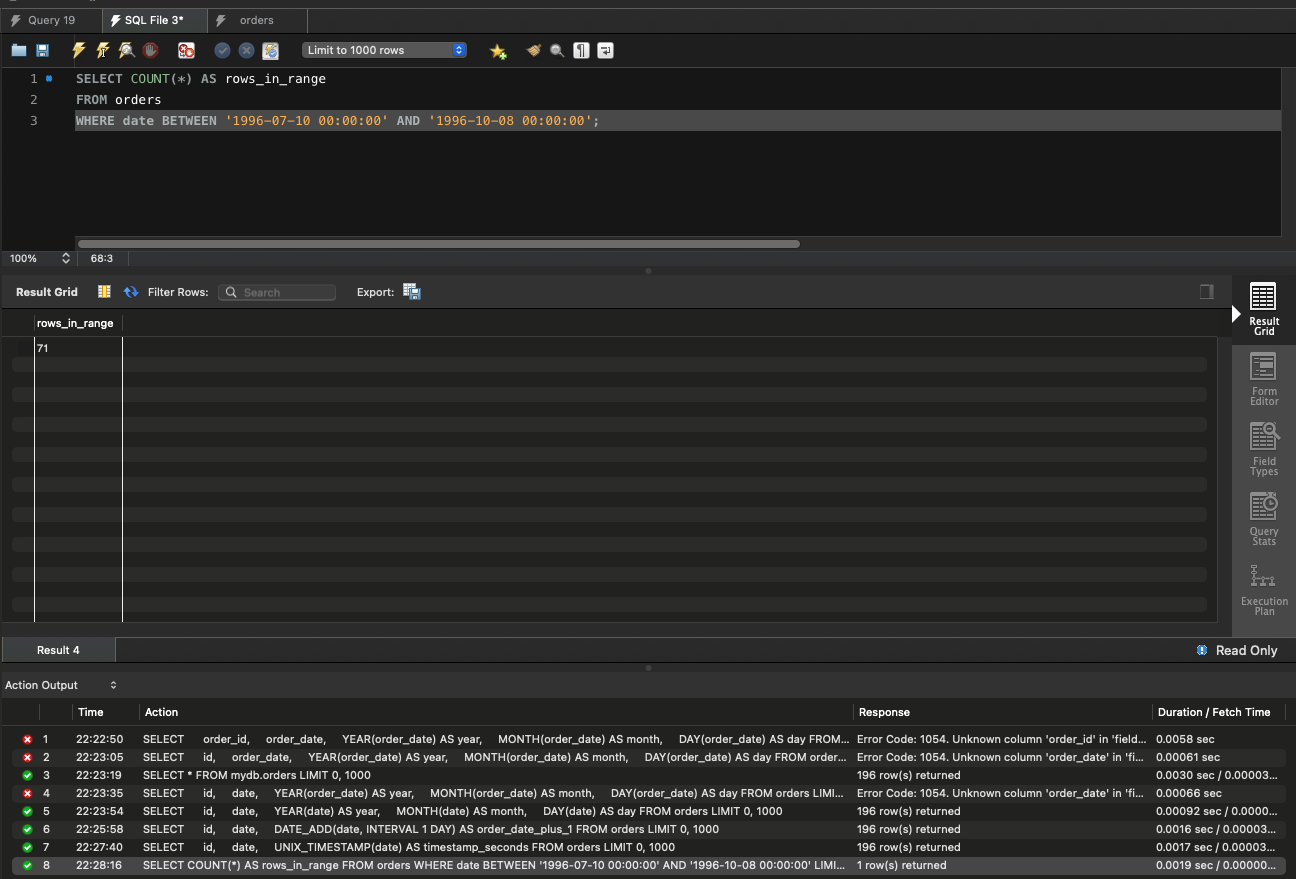 Query 19
SQL File 3*
orders
Limit to 1000 rows
1 SELECT COUNT(*) AS rows_in_range
2 FROM orders
3 WHERE date BETWEEN '1996-07-10 00:00:00' AND '1996-10-08 00:00:00';
100% 68:3
Result Grid Filter Rows: Search Export:
rows_in_range
71
Result Grid
Form Editor
Field Types
Query Stats
Execution Plan
Result 4 Read Only
Action Output
Time Action Response Duration / Fetch Time
1 22:22:50 SELECT order_id, order_date, YEAR(order_date) AS year, MONTH(order_date) AS month, DAY(order_date) AS day FROM... Error Code: 1054. Unknown column 'order_id' in 'field... 0.0058 sec
2 22:23:05 SELECT id, order_date, YEAR(order_date) AS year, MONTH(order_date) AS month, DAY(order_date) AS day FROM order... Error Code: 1054. Unknown column 'order_date' in 'fi... 0.00061 sec
3 22:23:19 SELECT * FROM mydb.orders LIMIT 0, 1000 196 row(s) returned 0.0030 sec / 0.00003...
4 22:23:35 SELECT id, date, YEAR(order_date) AS year, MONTH(order_date) AS month, DAY(order_date) AS day FROM orders LIMI... Error Code: 1054. Unknown column 'order_date' in 'fi... 0.00066 sec
5 22:23:54 SELECT id, date, YEAR(date) AS year, MONTH(date) AS month, DAY(date) AS day FROM orders LIMIT 0, 1000 196 row(s) returned 0.00092 sec / 0.0000...
6 22:25:58 SELECT id, date, DATE_ADD(date, INTERVAL 1 DAY) AS order_date_plus_1 FROM orders LIMIT 0, 1000 196 row(s) returned 0.0016 sec / 0.00003...
7 22:27:40 SELECT id, date, UNIX_TIMESTAMP(date) AS timestamp_seconds FROM orders LIMIT 0, 1000 196 row(s) returned 0.0017 sec / 0.00003...
8 22:28:16 SELECT COUNT(*) AS rows_in_range FROM orders WHERE date BETWEEN '1996-07-10 00:00:00' AND '1996-10-08 00:00:00' LIMI... 1 row(s) returned 0.0019 sec / 0.00000...